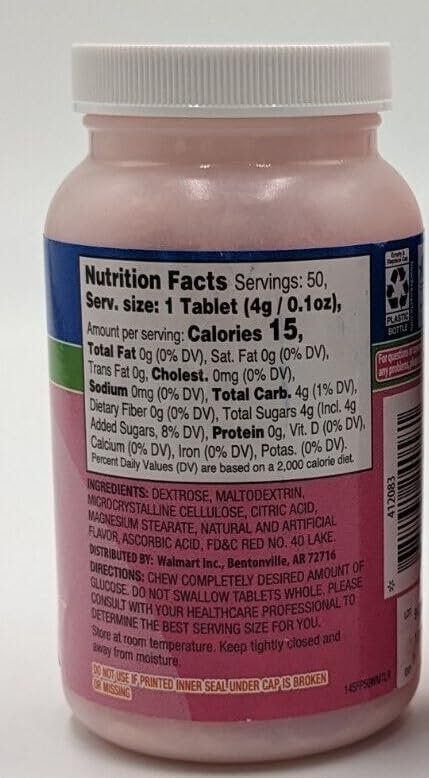 Nutrition Facts Servings: 50,
Serv. size: 1 Tablet (4g / 0.1oz),
Amount per serving: Calories 15,
Total Fat 0g (0% DV), Sat. Fat 0g (0% DV),
Trans Fat 0g, Cholest. 0mg (0% DV),
Sodium 0mg (0% DV), Total Carb. 4g (1% DV),
Dietary Fiber 0g (0% DV), Total Sugars 4g (Incl. 4g
Added Sugars, 8% DV), Protein 0g, Vit. D (0% DV),
Calcium (0% DV), Iron (0% DV), Potas. (0% DV).
Percent Daily Values (DV) are based on a 2,000 calorie diet.
INGREDIENTS: DEXTROSE, MALTODEXTRIN,
MICROCRYSTALLINE CELLULOSE, CITRIC ACID,
MAGNESIUM STEARATE, NATURAL AND ARTIFICIAL
FLAVOR, ASCORBIC ACID, FD&C RED NO. 40 LAKE.
DISTRIBUTED BY: Walmart Inc., Bentonville, AR 72716
DIRECTIONS: CHEW COMPLETELY DESIRED AMOUNT OF
GLUCOSE. DO NOT SWALLOW TABLETS WHOLE. PLEASE
CONSULT WITH YOUR HEALTHCARE PROFESSIONAL TO
DETERMINE THE BEST SERVING SIZE FOR YOU.
Store at room temperature. Keep tightly closed and
away from moisture.
DO NOT USE IF PRINTED INNER SEAL UNDER CAP IS BROKEN
OR MISSING
Empty &
Replace Cap
PLASTIC
BOTTLE
For questions or
any problems,
412083